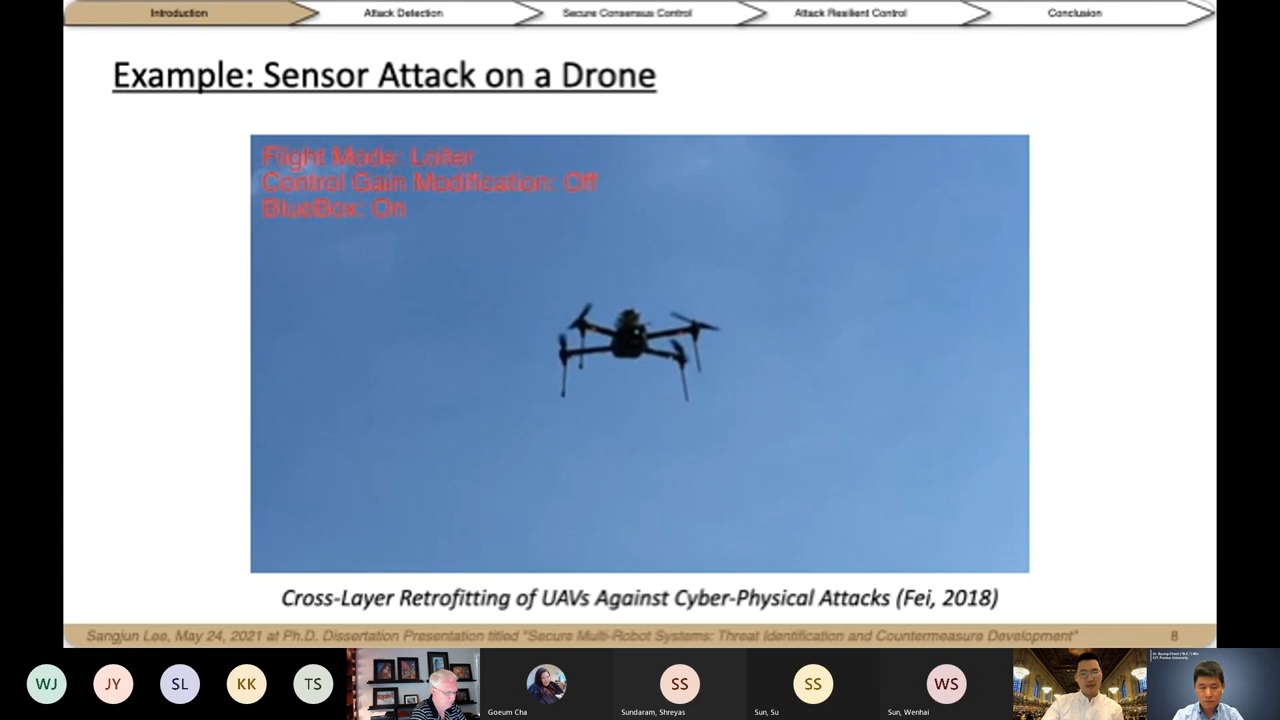 Introduction
Attack Detection
Secure Consensus Control
Attack Resilient Control
Conclusion
Example: Sensor Attack on a Drone
Flight Mode: Loiter
Control Gain Modification: Off
BlueBox: On
Cross-Layer Retrofitting of UAVs Against Cyber-Physical Attacks (Fei, 2018)
Sangjun Lee, May 24, 2021 at Ph.D. Dissertation Presentation titled "Secure Multi-Robot Systems: Threat Identification and Countermeasure Development"
8
WJ
JY
SL
KK
TS
Goeum Cha
SS
Sundaram, Shreyas
SS
Sun, Su
WS
Sun, Wenhai